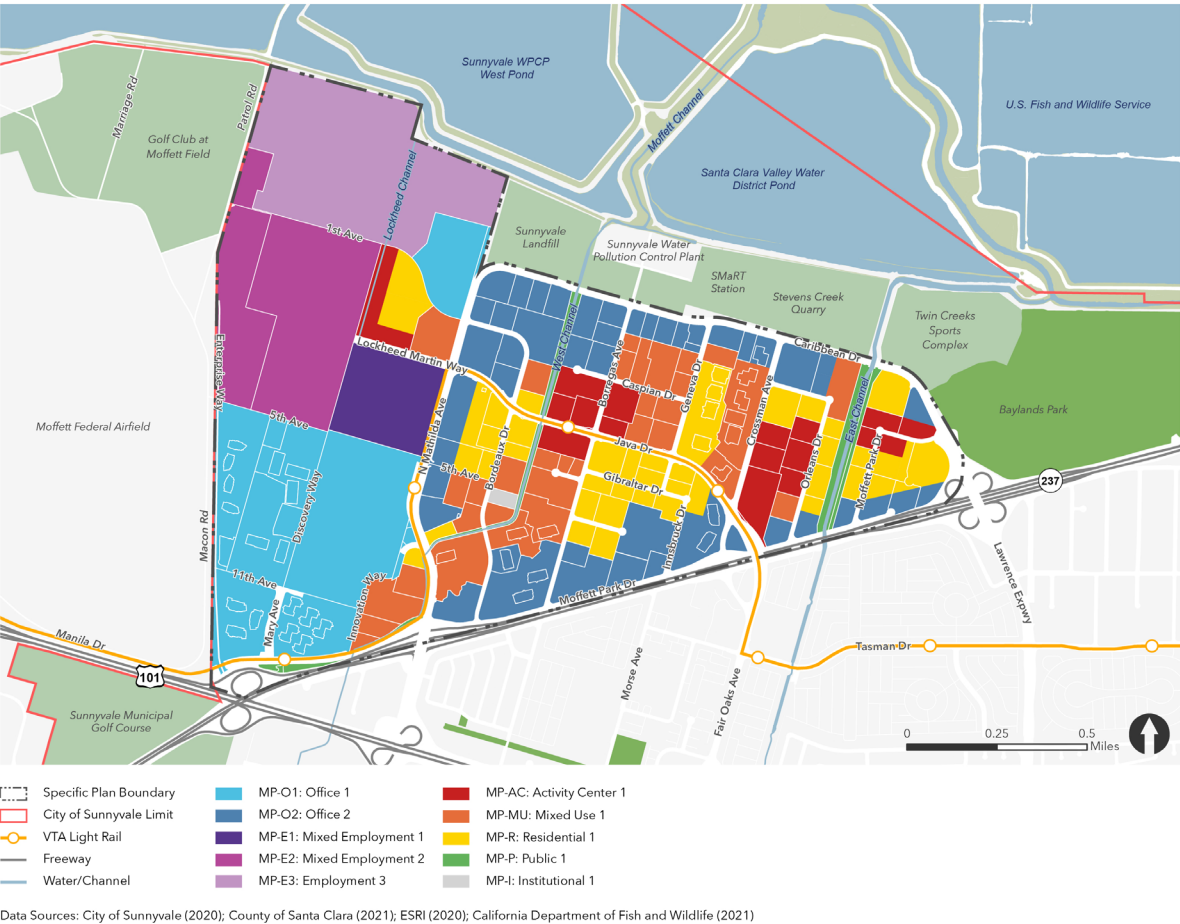 Sunnyvale WPCP
West Pond
U.S. Fish and Wildlife Service
Marriage Rd
Patrol Rd
Moffett Channel
Golf Club at
Moffett Field
Santa Clara Valley Water
District Pond
Lockheed Channel
1st Ave
Sunnyvale
Landfill
Sunnyvale Water
Pollution Control Plant
SMaRT
Station
Stevens Creek
Quarry
Twin Creeks
Sports
Complex
West Channel
Caribbean Dr
Lockheed Martin Way
Enterprise Way
Borregas Ave
Caspian Dr
Geneva Dr
Crossman Ave
East Channel
Baylands Park
Moffett Federal Airfield
5th Ave
N Mathilda Ave
Bordeaux Dr
Java Dr
Orleans Dr
Moffett Park Dr
5th Ave
Gibraltar Dr
237
Discovery Way
Macon Rd
Innsbruck Dr
11th Ave
Mary Ave
Innovation Way
Moffett Park Dr
Lawrence Expwy
Manila Dr
101
Tasman Dr
Morse Ave
Fair Oaks Ave
Sunnyvale Municipal
Golf Course
0 0.25 0.5
Miles
Specific Plan Boundary
City of Sunnyvale Limit
VTA Light Rail
Freeway
Water/Channel
MP-O1: Office 1
MP-O2: Office 2
MP-E1: Mixed Employment 1
MP-E2: Mixed Employment 2
MP-E3: Employment 3
MP-AC: Activity Center 1
MP-MU: Mixed Use 1
MP-R: Residential 1
MP-P: Public 1
MP-I: Institutional 1
Data Sources: City of Sunnyvale (2020); County of Santa Clara (2021); ESRI (2020); California Department of Fish and Wildlife (2021)